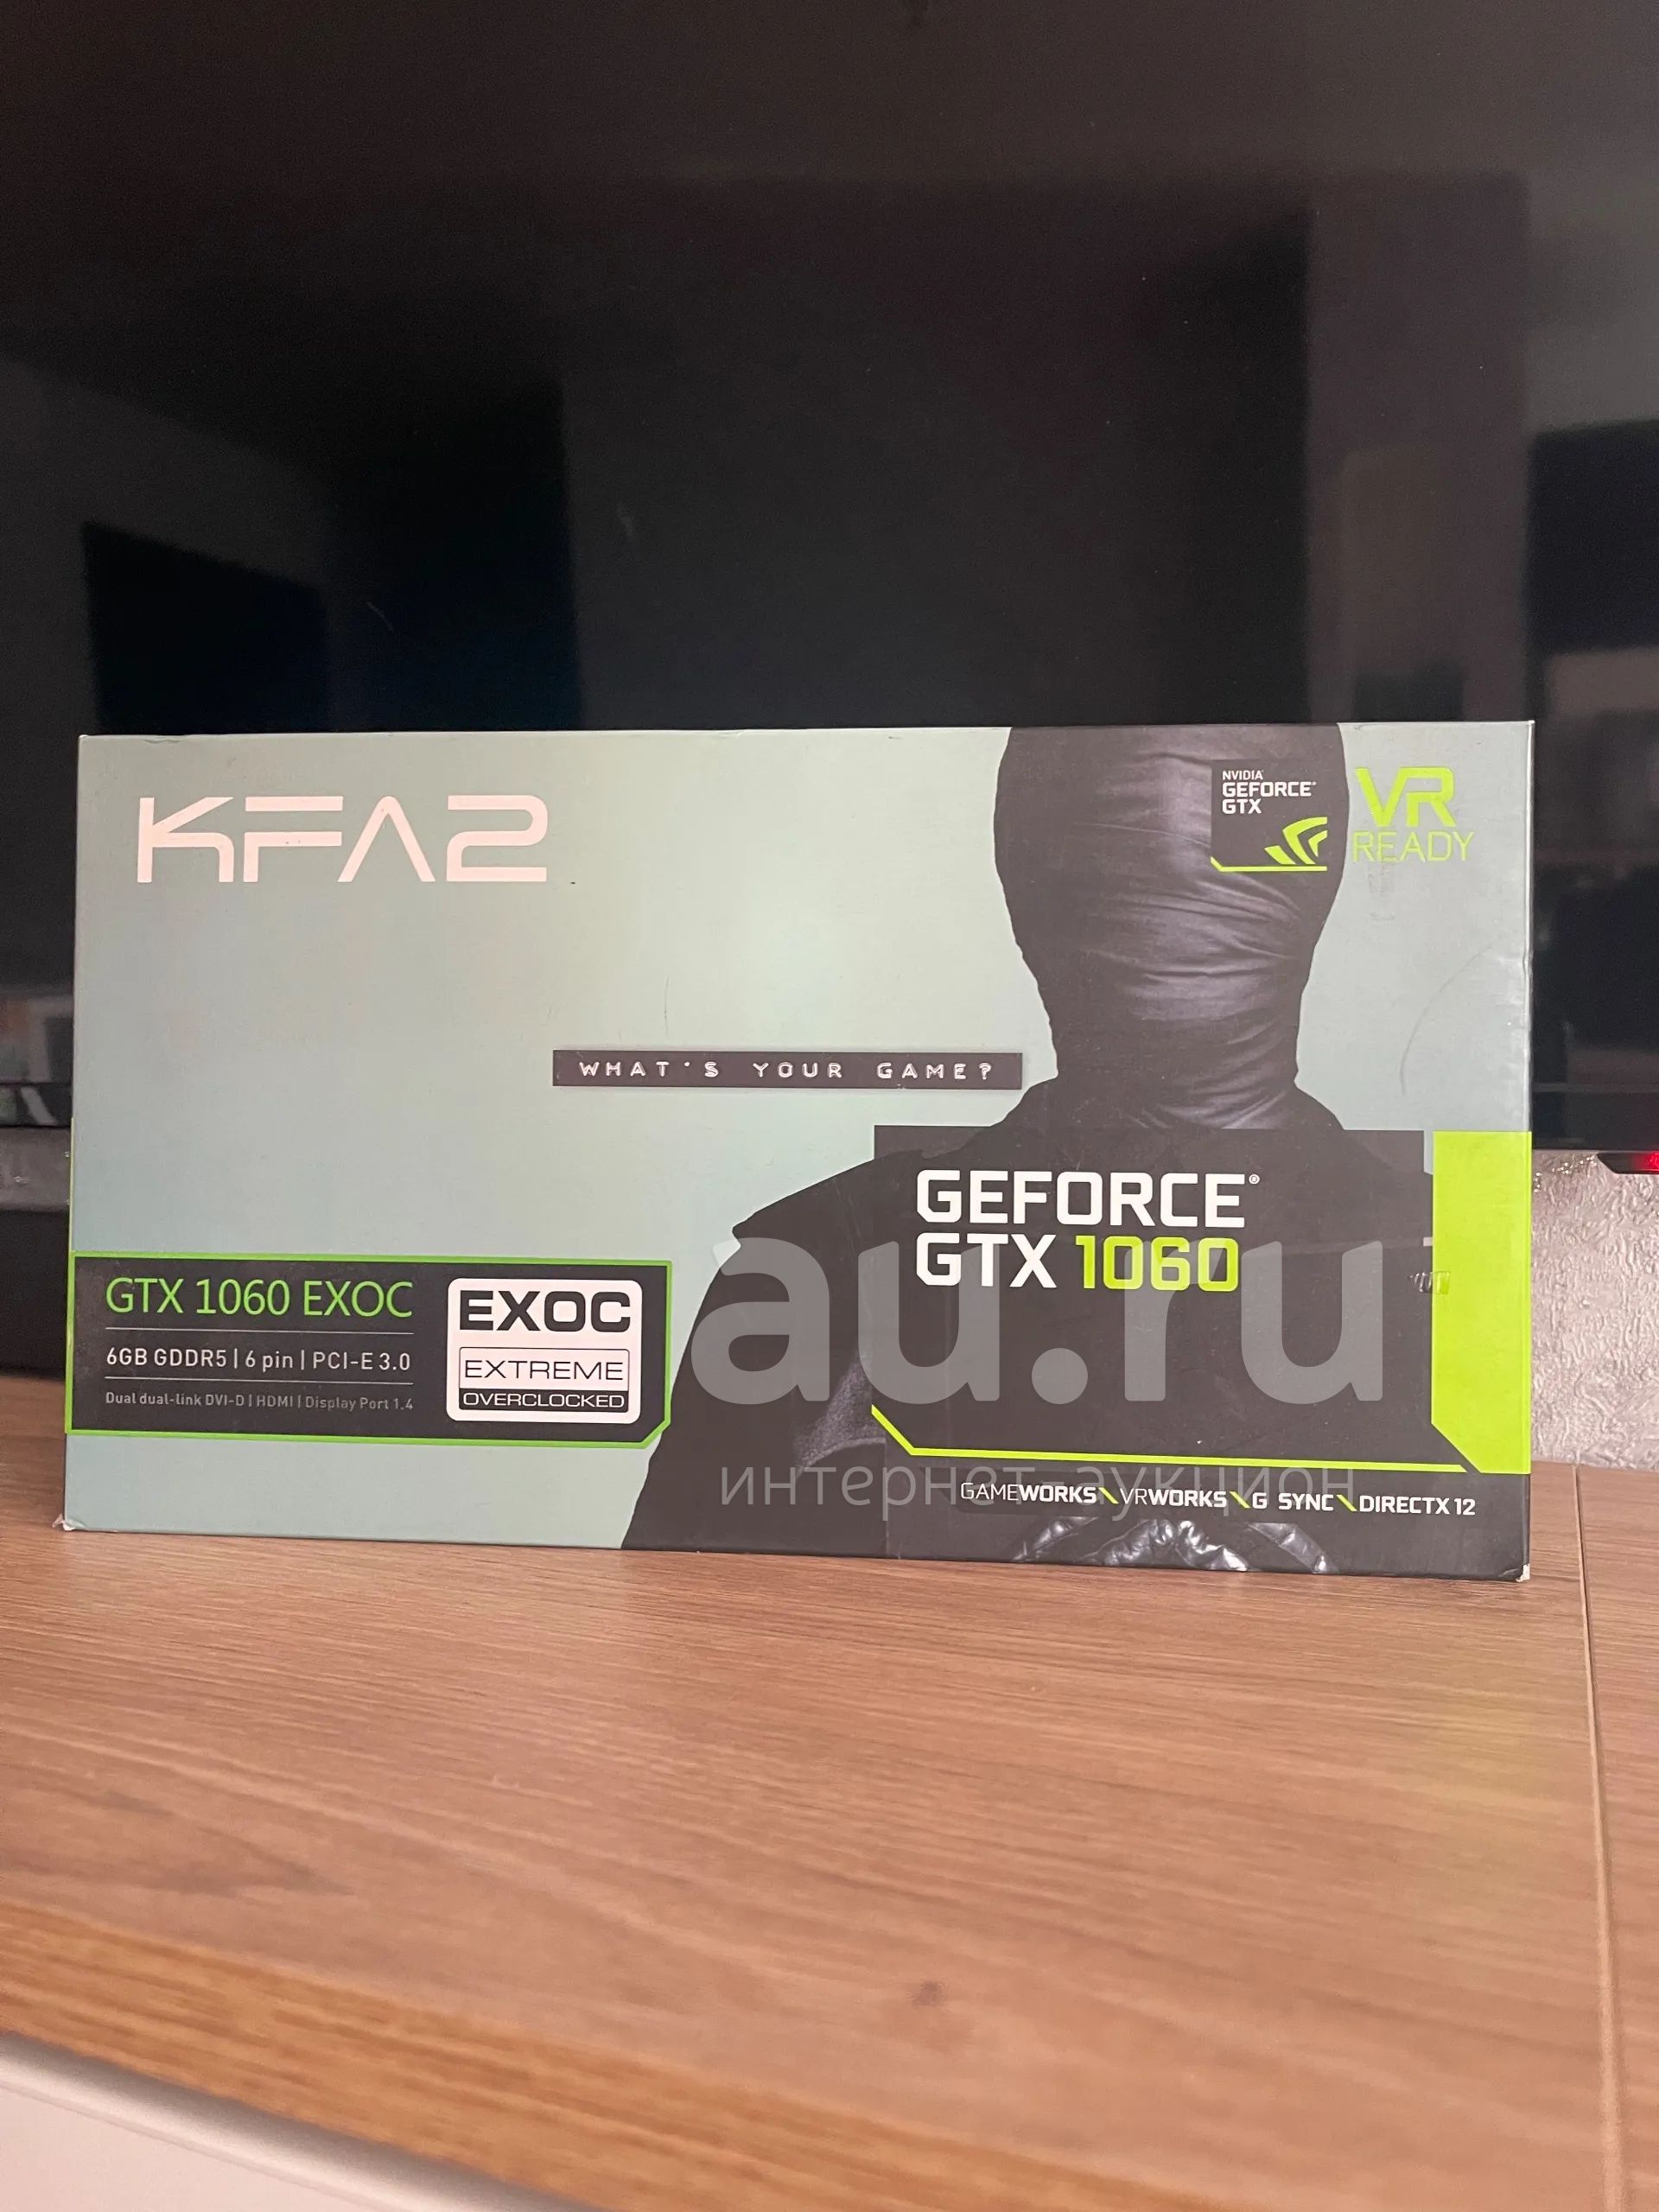 KFA2
NVIDIA
GEFORCE®
GTX
VR
READY
WHAT'S YOUR GAME?
GEFORCE®
GTX 1060
GTX 1060 EXOC
6GB GDDR5 | 6 pin | PCI-E 3.0
Dual dual-link DVI-D | HDMI | Display Port 1.4
EXOC
EXTREME
OVERCLOCKED
au.ru
интернет-аукцион
GAMEWORKS \ VRWORKS \ G SYNC \ DIRECTX 12